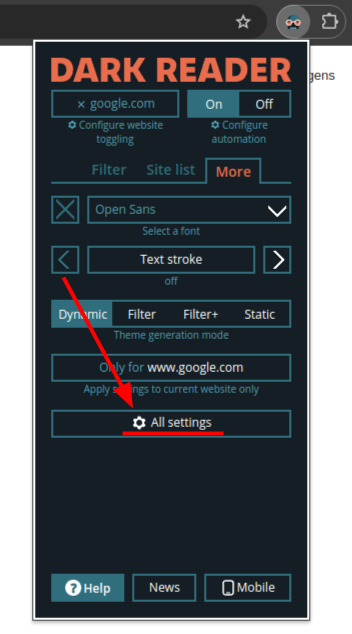 gens
DARK READER
× google.com
On Off
Configure website toggling
Configure automation
Filter Site list More
Open Sans
Select a font
Text stroke
off
Dynamic Filter Filter+ Static
Theme generation mode
Only for www.google.com
Apply settings to current website only
All settings
? Help News Mobile